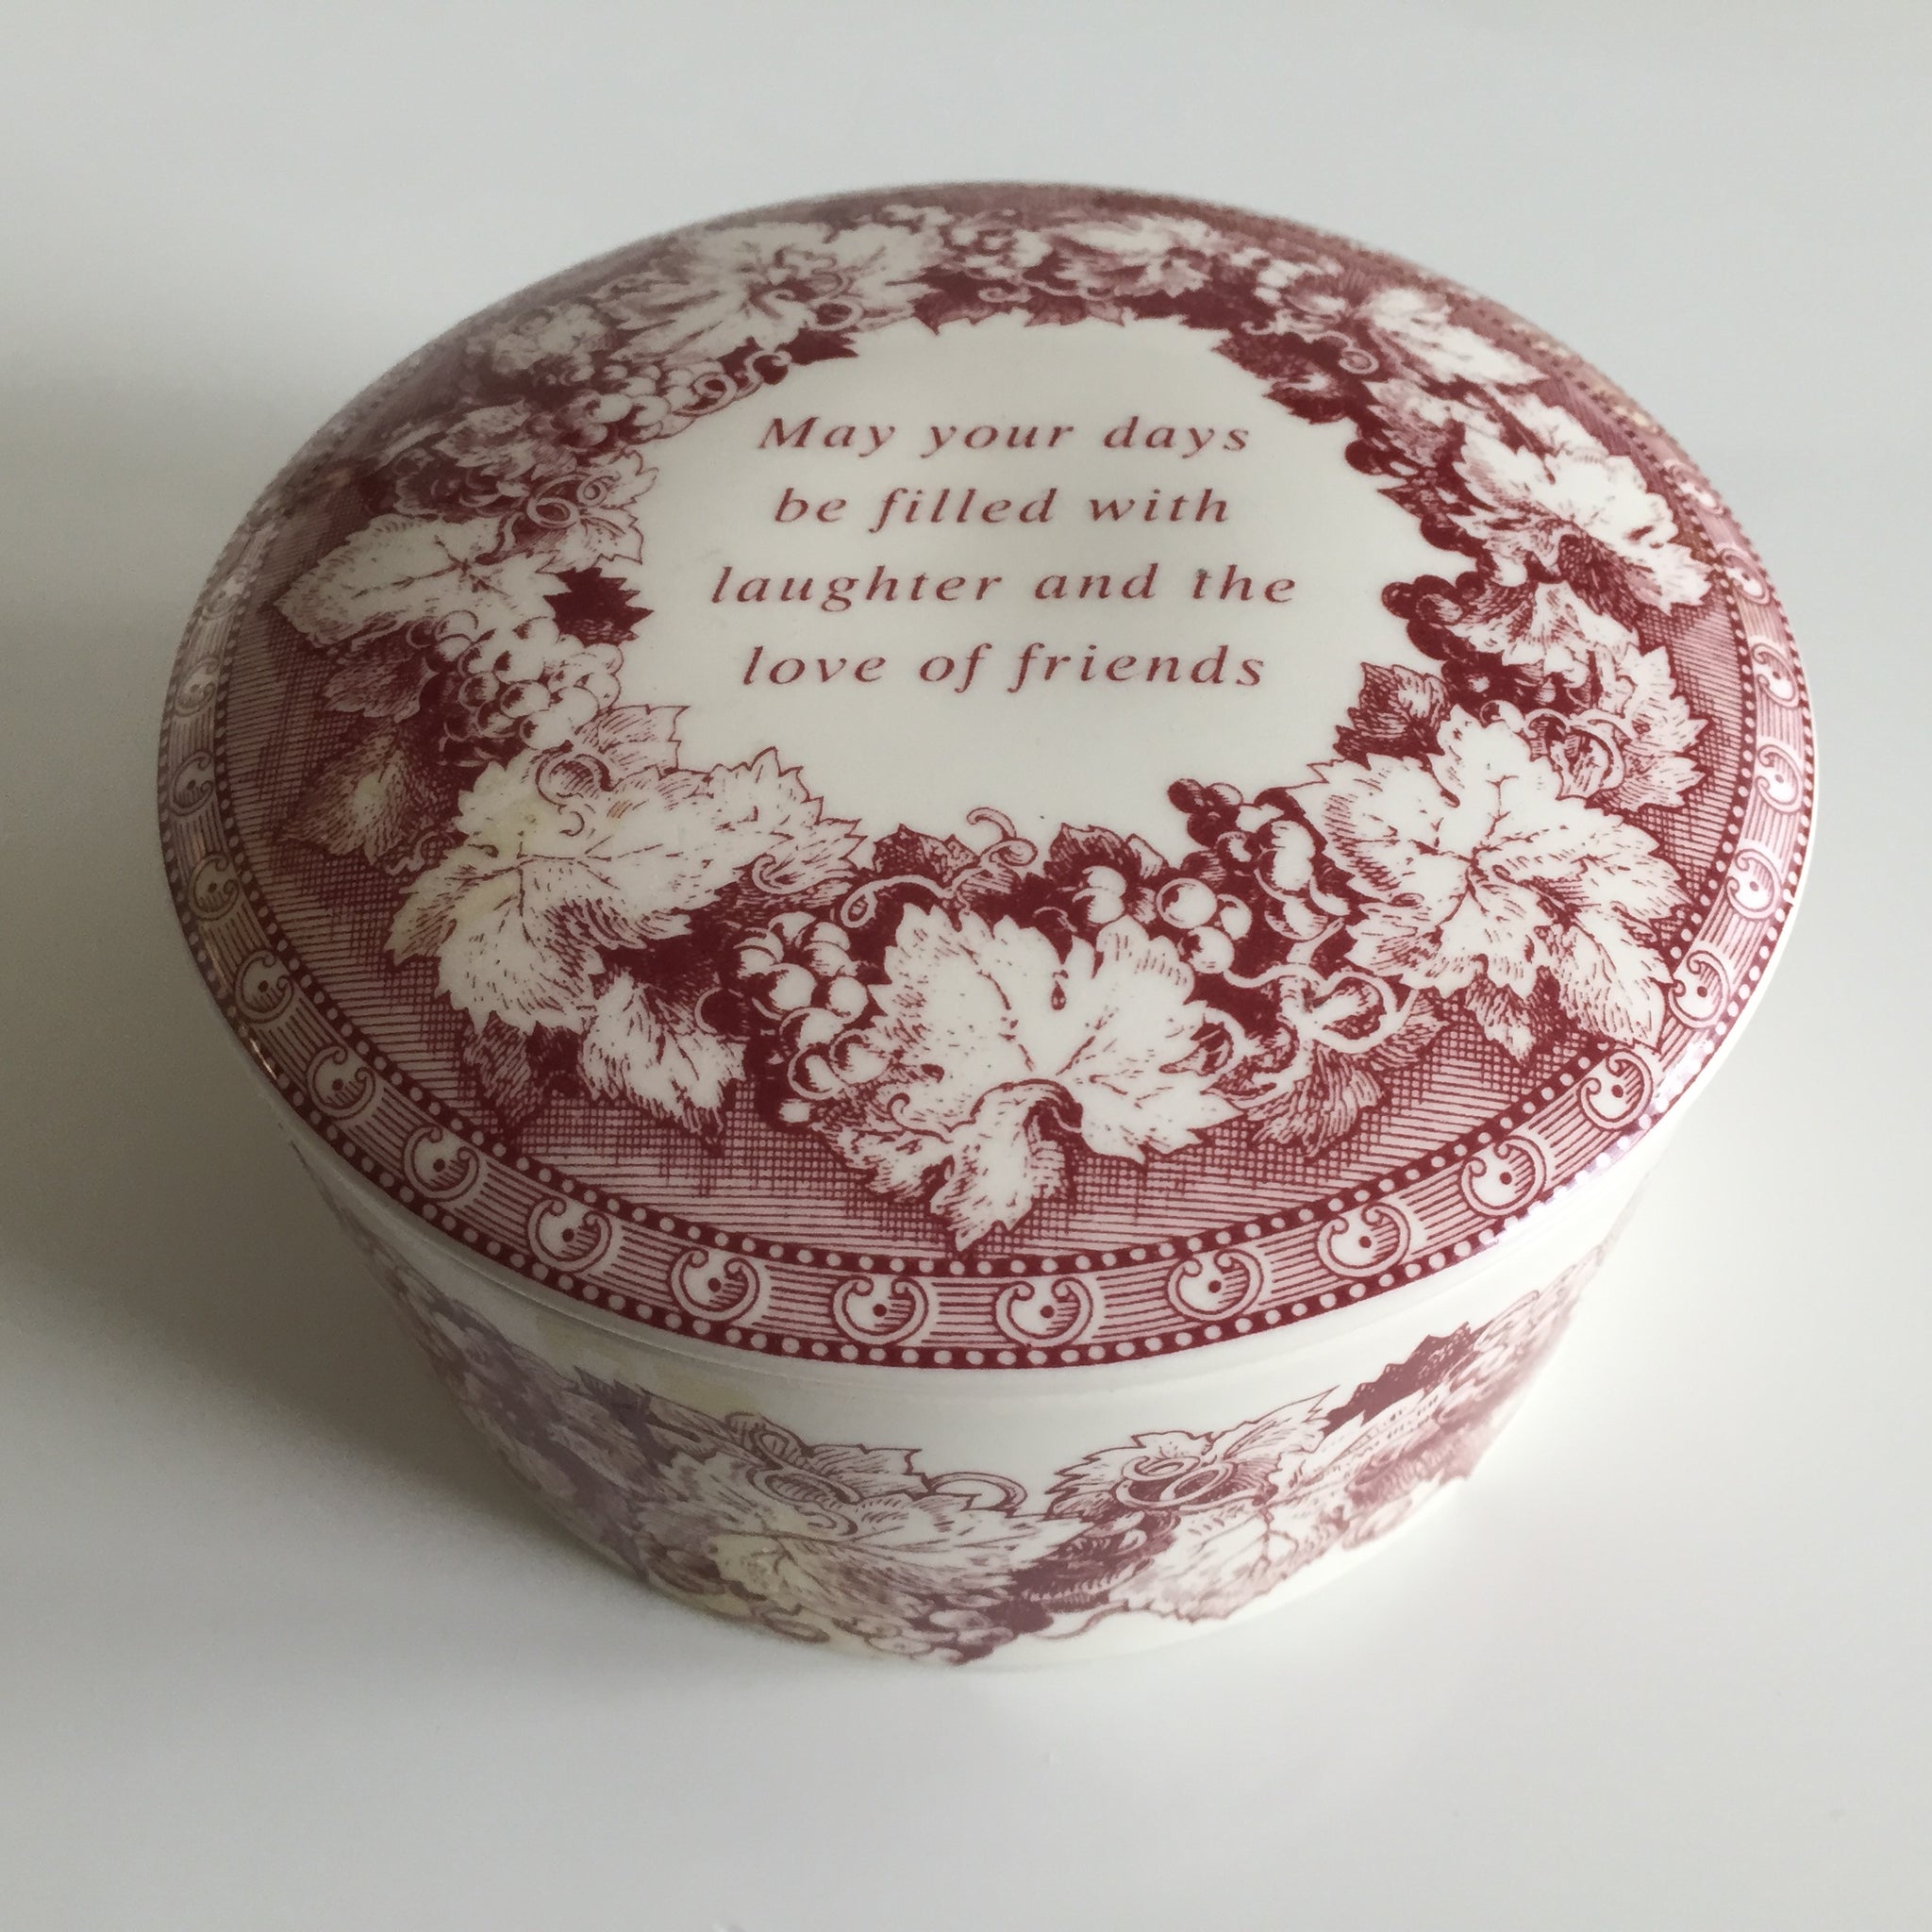 May your days
be filled with
laughter and the
love of friends